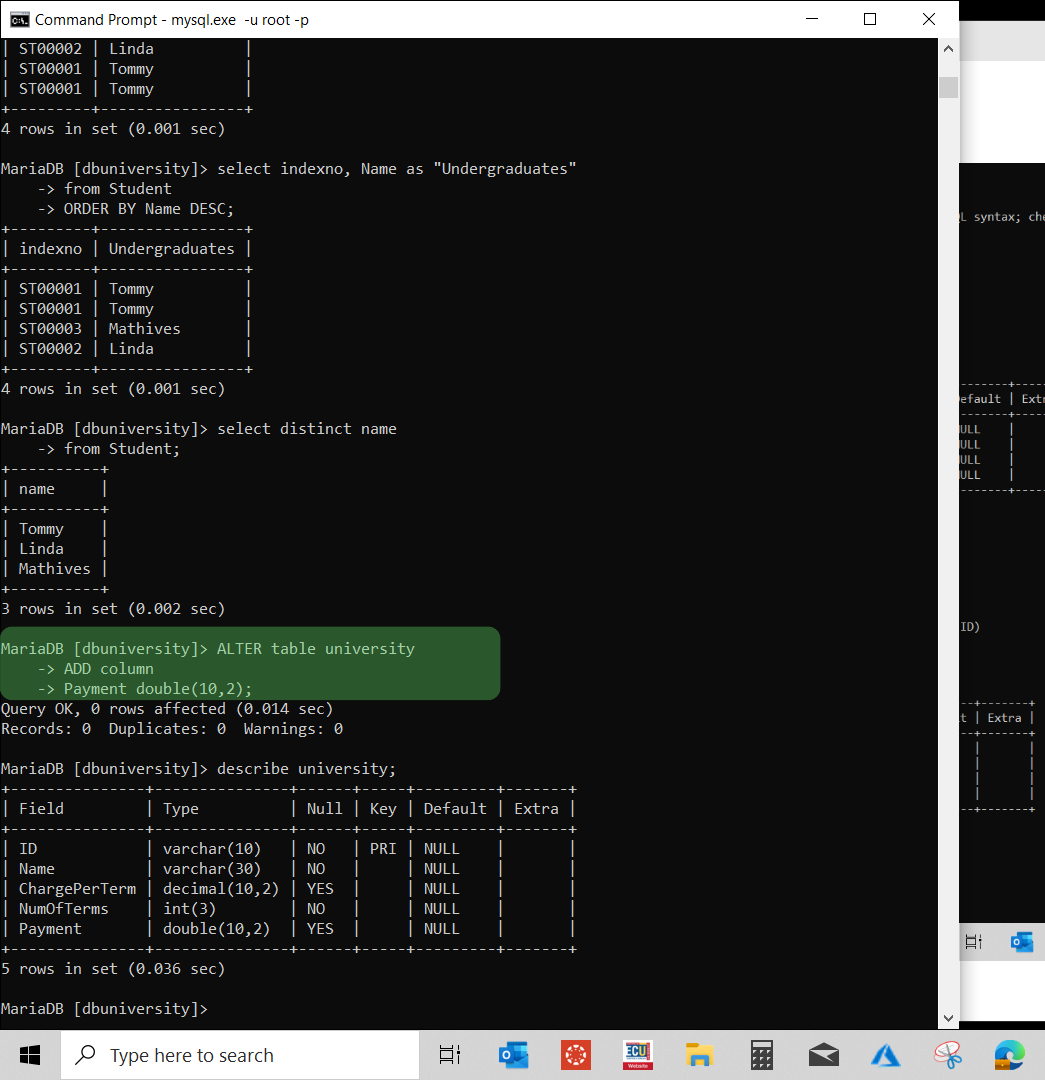 Command Prompt - mysql.exe  -u root -p
| ST00002 | Linda          |
| ST00001 | Tommy          |
| ST00001 | Tommy          |
+---------+----------------+
4 rows in set (0.001 sec)
MariaDB [dbuniversity]> select indexno, Name as "Undergraduates"
    -> from Student
    -> ORDER BY Name DESC;
+---------+----------------+
| indexno | Undergraduates |
+---------+----------------+
| ST00001 | Tommy          |
| ST00001 | Tommy          |
| ST00003 | Mathives       |
| ST00002 | Linda          |
+---------+----------------+
4 rows in set (0.001 sec)
MariaDB [dbuniversity]> select distinct name
    -> from Student;
+----------+
| name     |
+----------+
| Tommy    |
| Linda    |
| Mathives |
+----------+
3 rows in set (0.002 sec)
MariaDB [dbuniversity]> ALTER table university
    -> ADD column
    -> Payment double(10,2);
Query OK, 0 rows affected (0.014 sec)
Records: 0  Duplicates: 0  Warnings: 0
MariaDB [dbuniversity]> describe university;
+---------------+---------------+------+-----+---------+-------+
| Field         | Type          | Null | Key | Default | Extra |
+---------------+---------------+------+-----+---------+-------+
| ID            | varchar(10)   | NO   | PRI | NULL    |       |
| Name          | varchar(30)   | NO   |     | NULL    |       |
| ChargePerTerm | decimal(10,2) | YES  |     | NULL    |       |
| NumOfTerms    | int(3)        | NO   |     | NULL    |       |
| Payment       | double(10,2)  | YES  |     | NULL    |       |
+---------------+---------------+------+-----+---------+-------+
5 rows in set (0.036 sec)
MariaDB [dbuniversity]>
L syntax; che
efault | Extr
ULL    |
ULL    |
ULL    |
ULL    |
ID)
t | Extra |
Type here to search
ECU
Website